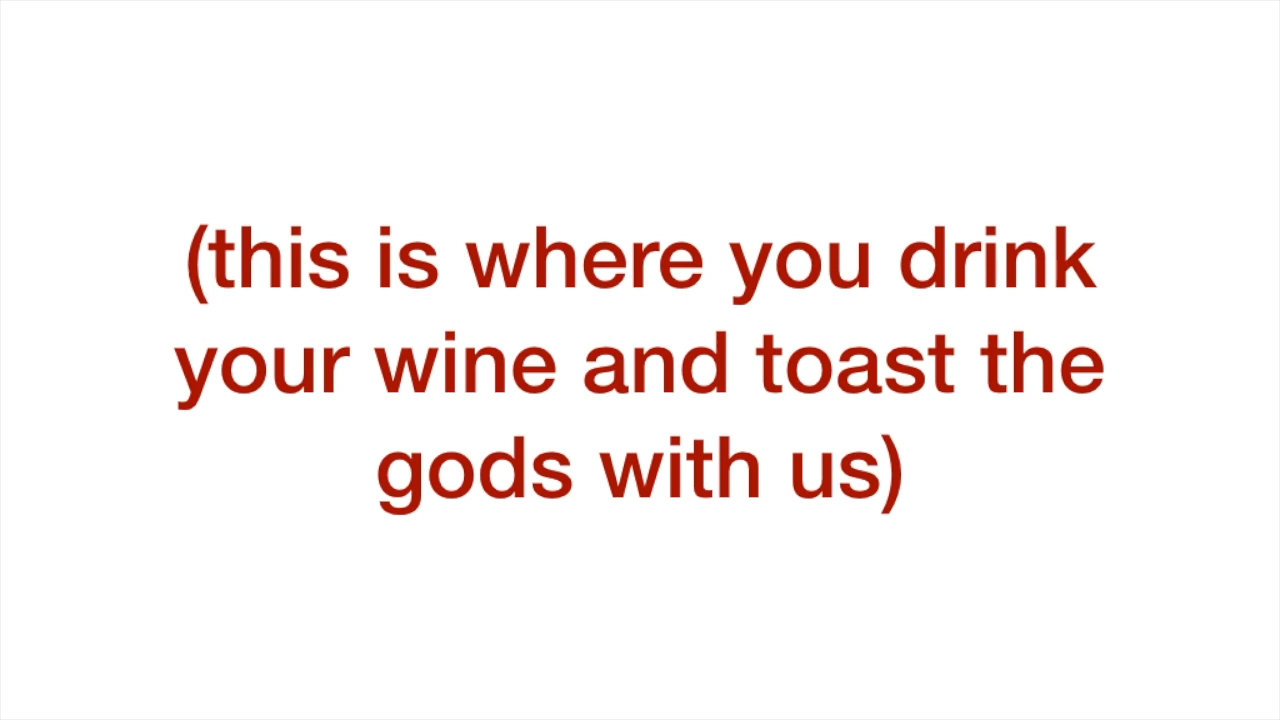 (this is where you drink
your wine and toast the
gods with us)